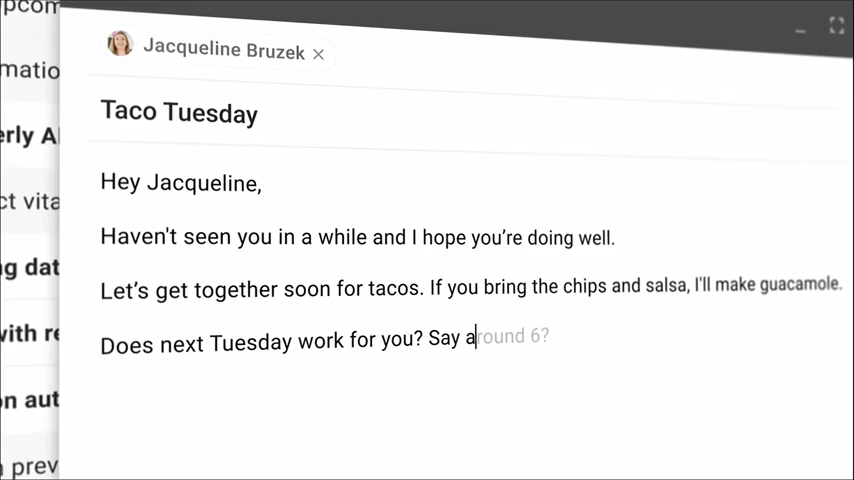 Jacqueline Bruzek
Taco Tuesday
Hey Jacqueline,
Haven't seen you in a while and I hope you’re doing well.
Let’s get together soon for tacos. If you bring the chips and salsa, I'll make guacamole.
Does next Tuesday work for you? Say around 6?